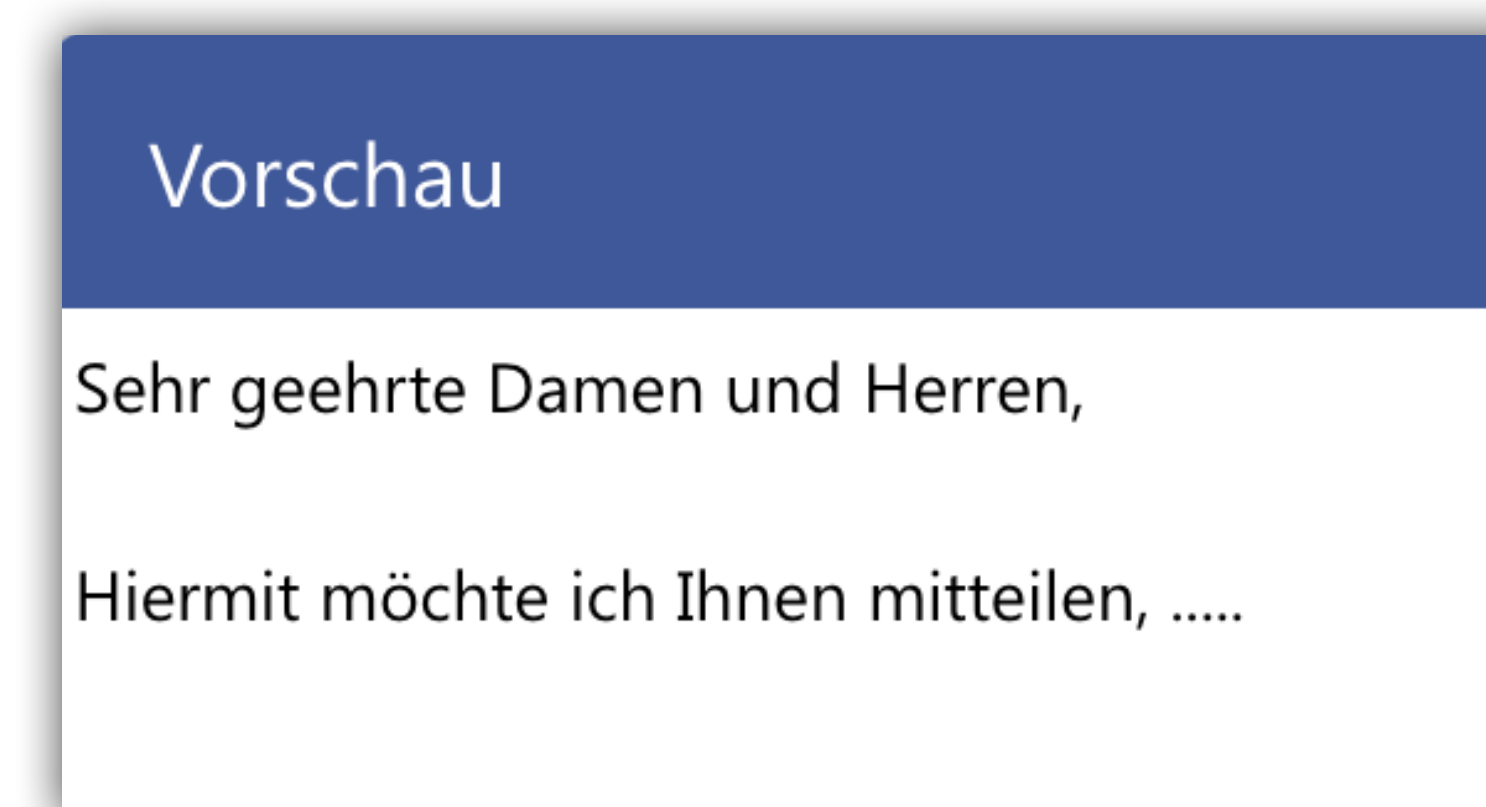 Vorschau
Sehr geehrte Damen und Herren,
Hiermit möchte ich Ihnen mitteilen, .....